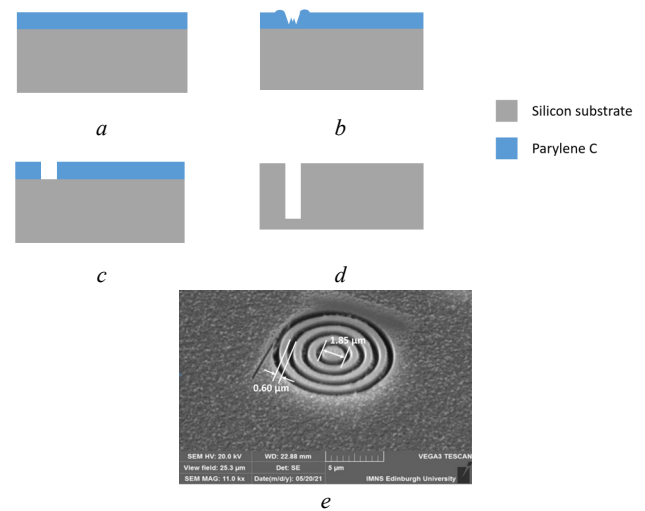 a
b
Silicon substrate
Parylene C
c
d
1.85 μm
0.60 μm
SEM HV: 20.0 kV WD: 22.88 mm VEGA3 TESCAN
View field: 25.3 μm Det: SE 5 μm
SEM MAG: 11.0 kx Date(m/d/y): 05/20/21 IMNS Edinburgh University
e